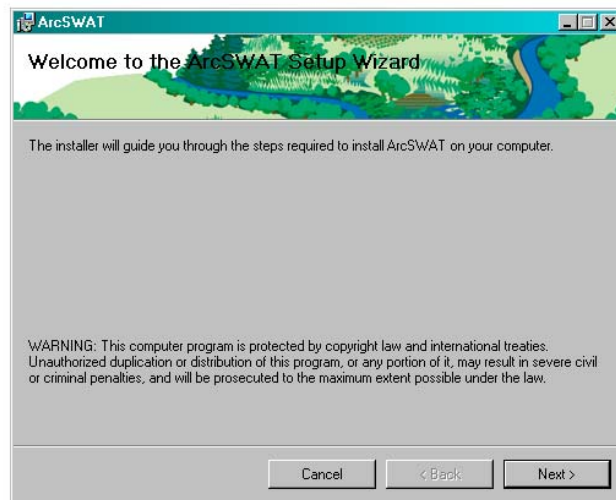 ArcSWAT
Welcome to the ArcSWAT Setup Wizard
The installer will guide you through the steps required to install ArcSWAT on your computer.
WARNING: This computer program is protected by copyright law and international treaties.
Unauthorized duplication or distribution of this program, or any portion of it, may result in severe civil
or criminal penalties, and will be prosecuted to the maximum extent possible under the law.
Cancel
< Back
Next >